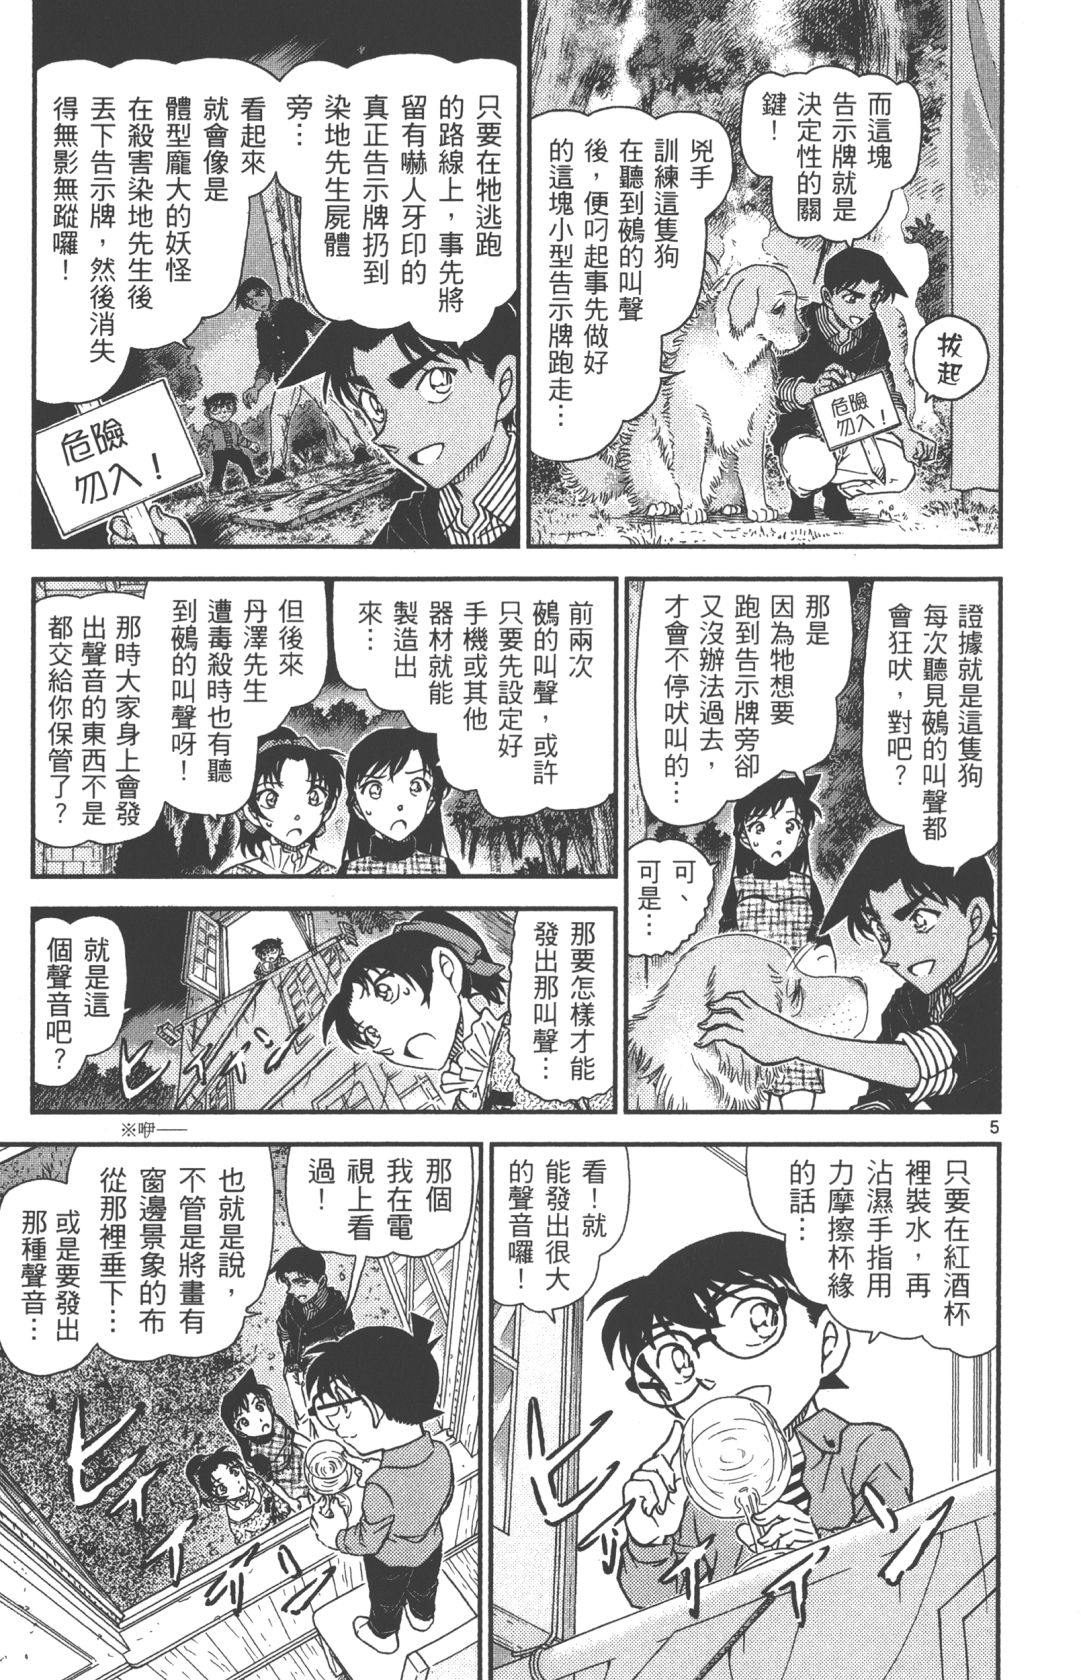 而這塊
告示牌就是
決定性的關
鍵！
兇手
訓練這隻狗
在聽到鵺的叫聲
後，便叼起事先做好
的這塊小型告示牌跑走…
拔起
危險
勿入！
只要在牠逃跑
的路線上，事先將
留有嚇人牙印的
真正告示牌扔到
染地先生屍體
旁…
看起來
就會像是
體型龐大的妖怪
在殺害染地先生後
丟下告示牌，然後消失
得無影無蹤囉！
危險
勿入！
證據就是這隻狗
每次聽見鵺的叫聲都
會狂吠，對吧？
那是
因為牠想要
跑到告示牌旁卻
又沒辦法過去，
才會不停吠叫的…
可、
可是…
前兩次
鵺的叫聲，或許
只要先設定好
手機或其他
器材就能
製造出
來…
但後來
丹澤先生
遭毒殺時也有聽
到鵺的叫聲呀！
那時大家身上會發
出聲音的東西不是
都交給你保管了？
那要怎樣才能
發出那叫聲…
就是這
個聲音吧？
ヒィィン
※咿——
5
只要在紅酒杯
裡裝水，再
沾濕手指用
力摩擦杯緣
的話…
看！就
能發出很大
的聲音囉！
ヒィィィン
那個
我在電
視上看
過！
也就是說，
不管是將畫有
窗邊景象的布
從那裡垂下…
或是要發出
那種聲音…
ヒィィィン